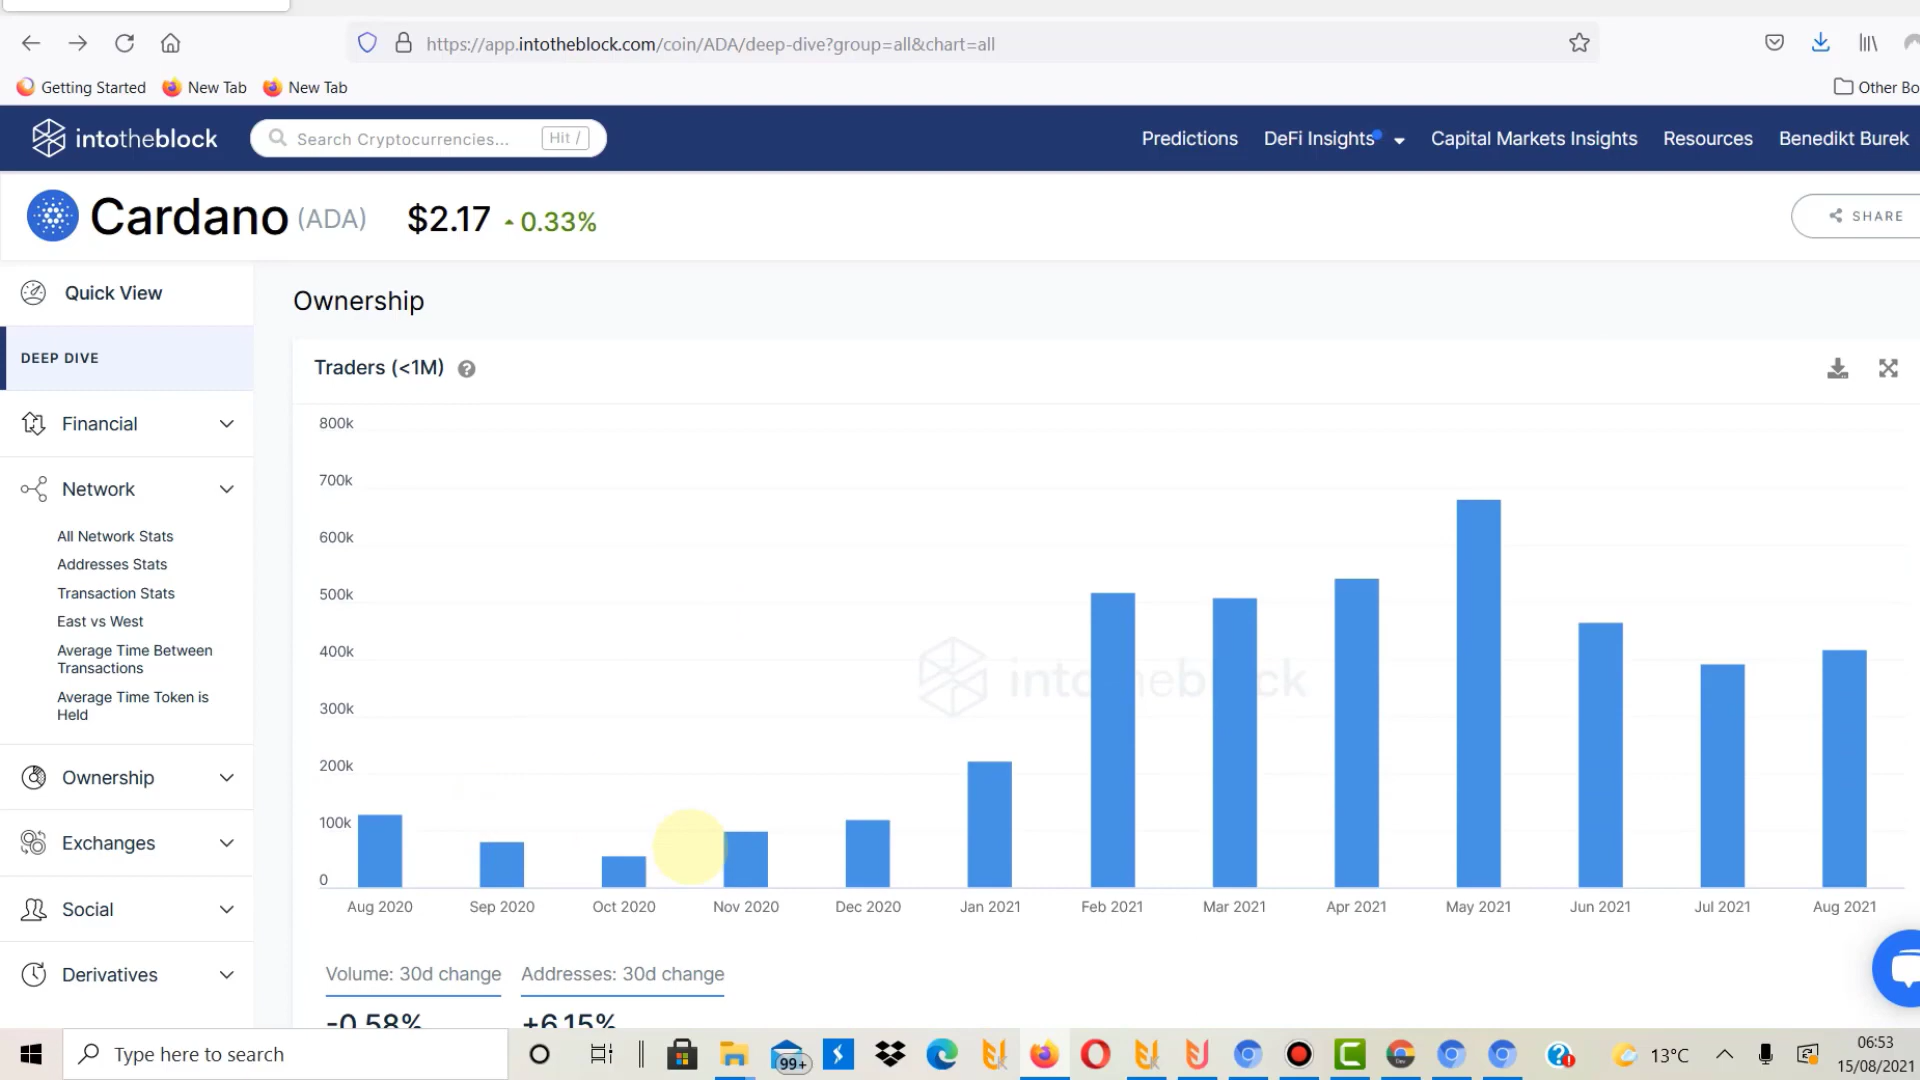 https://app.intotheblock.com/coin/ADA/deep-dive?group=all&chart=all
Getting Started
New Tab
New Tab
Other Bo
intotheblock
Search Cryptocurrencies...
Hit /
Predictions
DeFi Insights
Capital Markets Insights
Resources
Benedikt Burek
Cardano (ADA) $2.17 0.33%
SHARE
Quick View
DEEP DIVE
Financial
Network
All Network Stats
Addresses Stats
Transaction Stats
East vs West
Average Time Between
Transactions
Average Time Token is
Held
Ownership
Exchanges
Social
Derivatives
Ownership
Traders (<1M) ?
800k
700k
600k
500k
400k
300k
200k
100k
0
intotheblock
Aug 2020 Sep 2020 Oct 2020 Nov 2020 Dec 2020 Jan 2021 Feb 2021 Mar 2021 Apr 2021 May 2021 Jun 2021 Jul 2021 Aug 2021
Volume: 30d change Addresses: 30d change
-0.58% +6.15%
Type here to search
99+
13°C
06:53
15/08/2021